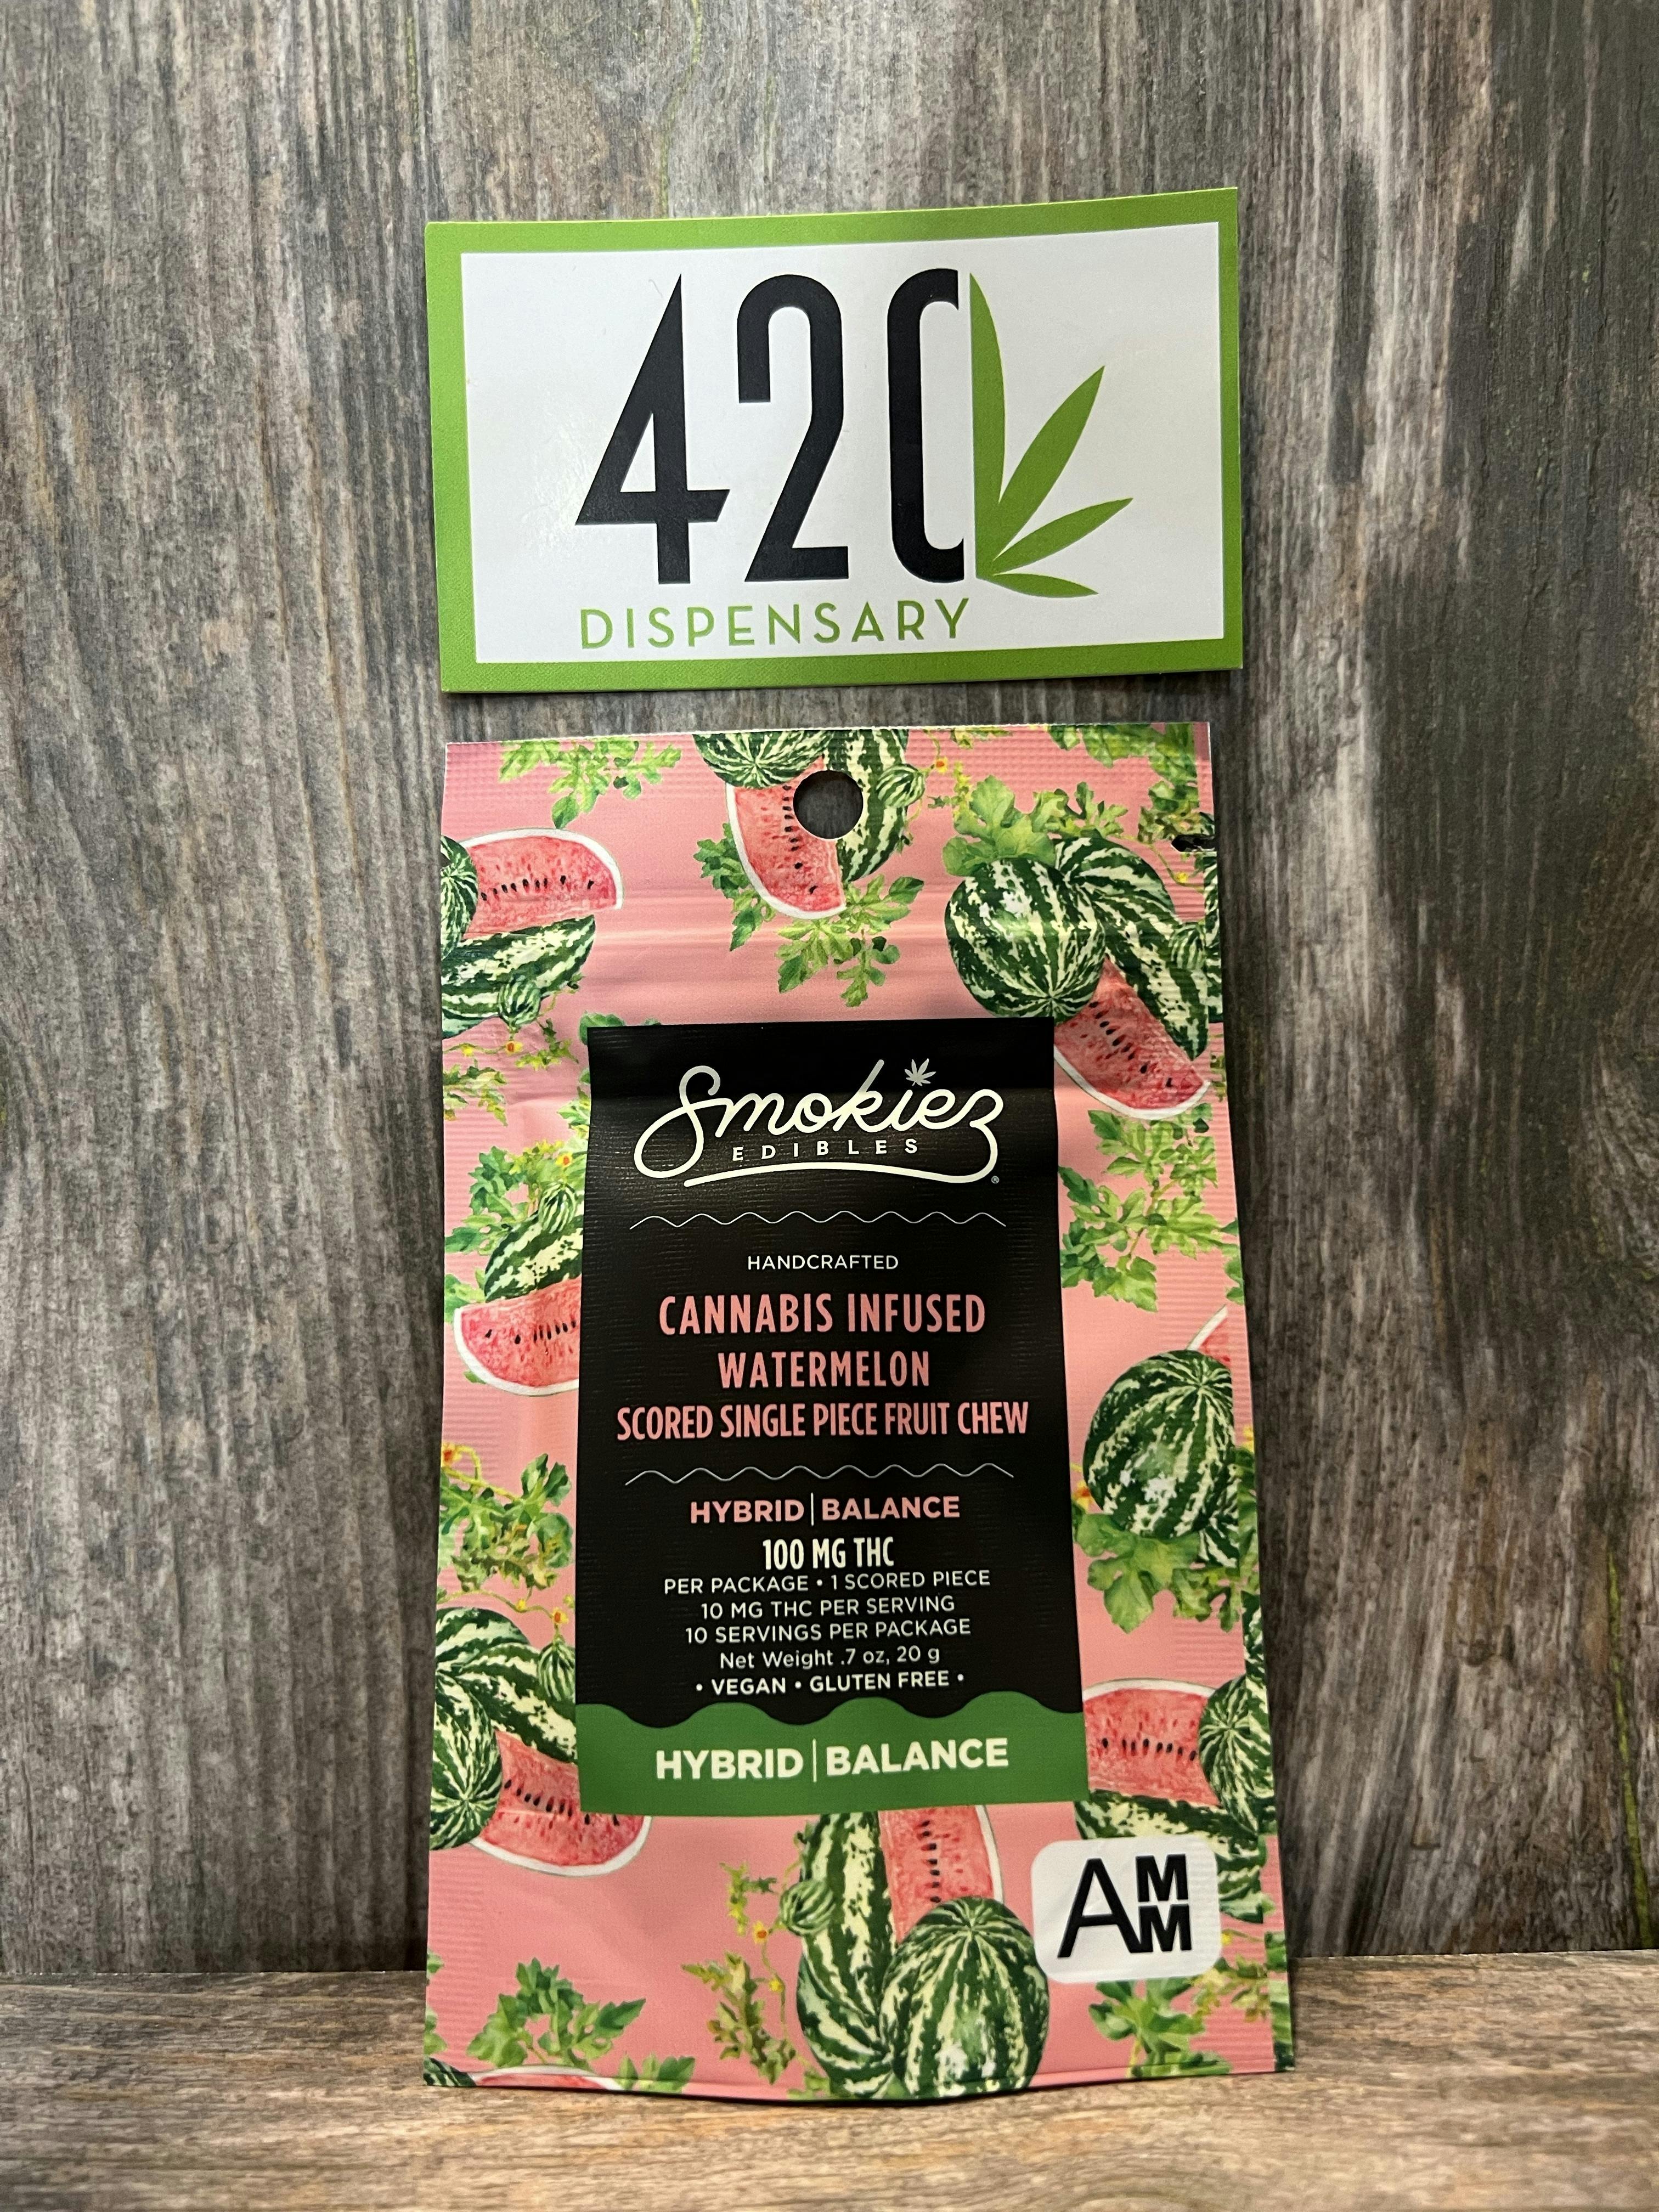 420
DISPENSARY
Smokiez
EDIBLES®
HANDCRAFTED
CANNABIS INFUSED
WATERMELON
SCORED SINGLE PIECE FRUIT CHEW
HYBRID|BALANCE
100 MG THC
PER PACKAGE • 1 SCORED PIECE
10 MG THC PER SERVING
10 SERVINGS PER PACKAGE
Net Weight .7 oz, 20 g
• VEGAN • GLUTEN FREE •
HYBRID|BALANCE
AMM